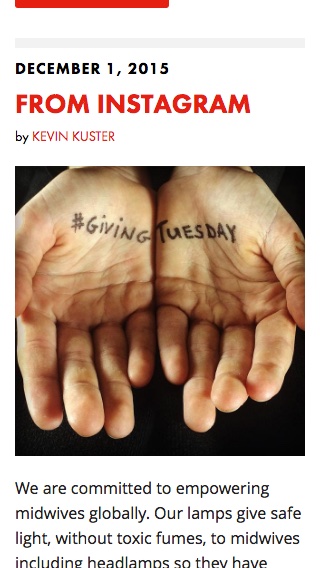 DECEMBER 1, 2015
FROM INSTAGRAM
by KEVIN KUSTER
#GIVING TUESDAY
We are committed to empowering
midwives globally. Our lamps give safe
light, without toxic fumes, to midwives
including headlamps so they have